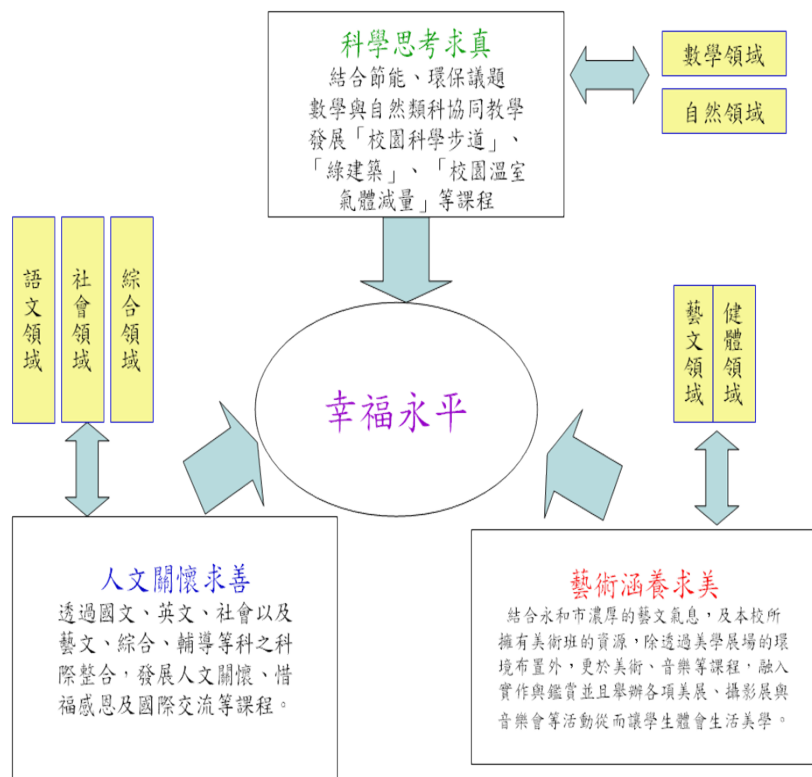 科學思考求真
結合節能、環保議題
數學與自然類科協同教學
發展「校園科學步道」、
「綠建築」、「校園溫室
氣體減量」等課程
數學領域
自然領域
語文領域
社會領域
綜合領域
藝文領域
健體領域
幸福永平
人文關懷求善
透過國文、英文、社會以及
藝文、綜合、輔導等科之科
際整合，發展人文關懷、惜
福感恩及國際交流等課程。
藝術涵養求美
結合永和市濃厚的藝文氣息，及本校所
擁有美術班的資源，除透過美學展場的環
境布置外，更於美術、音樂等課程，融入
實作與鑑賞並且舉辦各項美展、攝影展與
音樂會等活動從而讓學生體會生活美學。